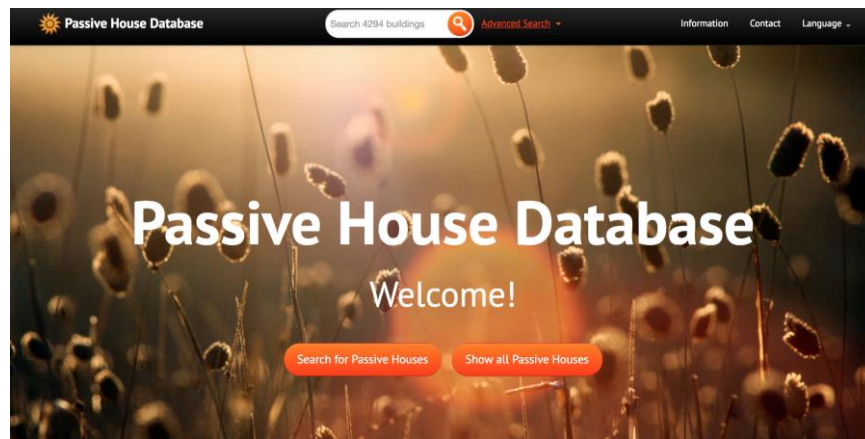 Passive House Database
Search 4294 buildings
Advanced Search
Information
Contact
Language
Passive House Database
Welcome!
Search for Passive Houses
Show all Passive Houses